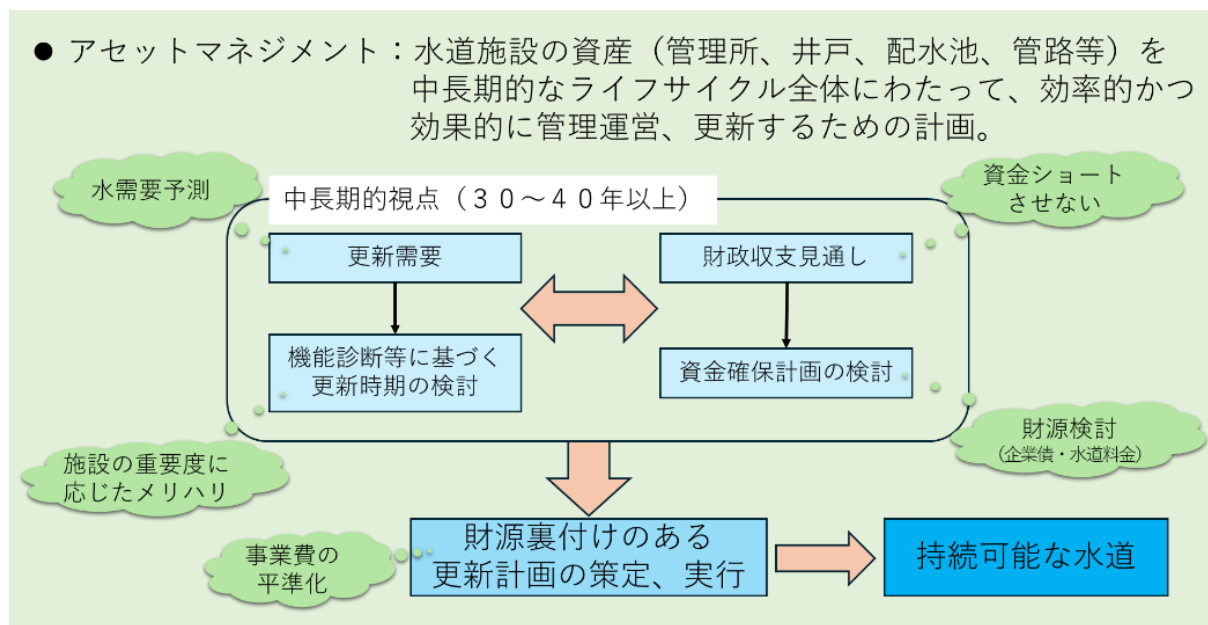 ● アセットマネジメント：水道施設の資産（管理所、井戸、配水池、管路等）を
中長期的なライフサイクル全体にわたって、効率的かつ
効果的に管理運営、更新するための計画。
水需要予測
中長期的視点（３０～４０年以上）
資金ショート
させない
更新需要
財政収支見通し
機能診断等に基づく
更新時期の検討
資金確保計画の検討
施設の重要度に
応じたメリハリ
財源検討
（企業債・水道料金）
事業費の
平準化
財源裏付けのある
更新計画の策定、実行
持続可能な水道